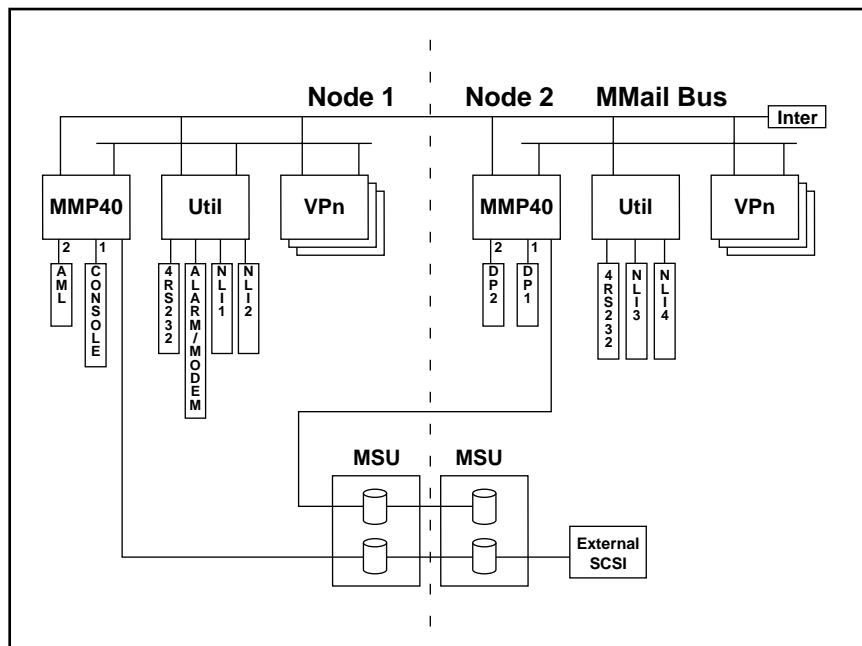 Node 1
Node 2
MMail Bus
Inter
MMP40
Util
VPn
MMP40
Util
VPn
2
1
2
1
AML
CONSOLE
4RS232
ALARM/MODEM
NLI1
NLI2
DP2
DP1
4RS232
NLI3
NLI4
MSU
MSU
External
SCSI